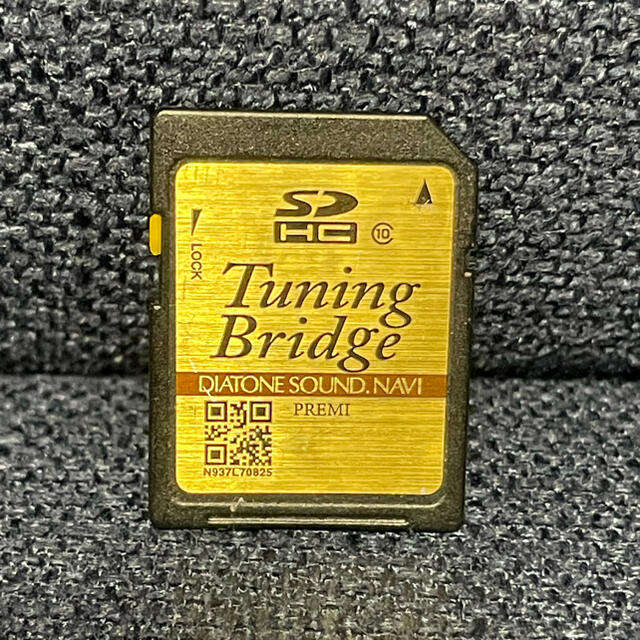 SD
HC 10
LOCK
Tuning
Bridge
DIATONE SOUND.NAVI
PREMI
N937L70825